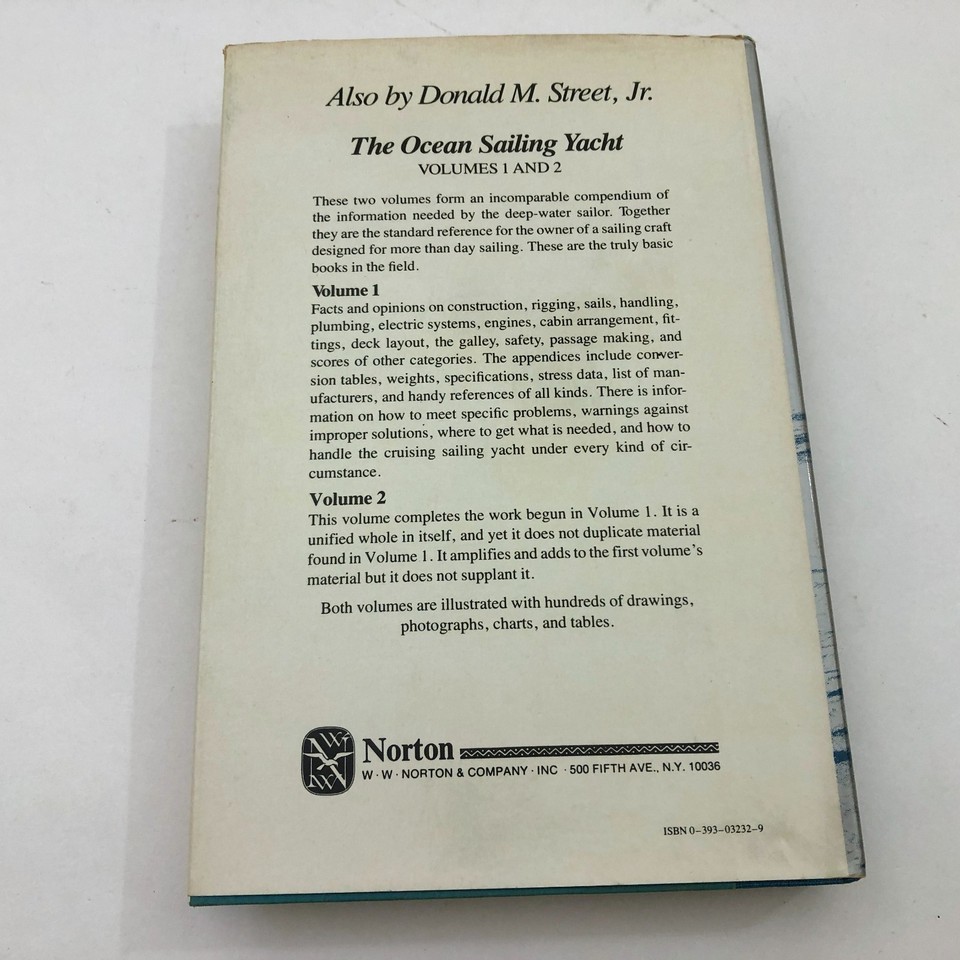 Also by Donald M. Street, Jr.
The Ocean Sailing Yacht
VOLUMES 1 AND 2
These two volumes form an incomparable compendium of
the information needed by the deep-water sailor. Together
they are the standard reference for the owner of a sailing craft
designed for more than day sailing. These are the truly basic
books in the field.
Volume 1
Facts and opinions on construction, rigging, sails, handling,
plumbing, electric systems, engines, cabin arrangement, fit-
tings, deck layout, the galley, safety, passage making, and
scores of other categories. The appendices include conver-
sion tables, weights, specifications, stress data, list of man-
ufacturers, and handy references of all kinds. There is infor-
mation on how to meet specific problems, warnings against
improper solutions, where to get what is needed, and how to
handle the cruising sailing yacht under every kind of cir-
cumstance.
Volume 2
This volume completes the work begun in Volume 1. It is a
unified whole in itself, and yet it does not duplicate material
found in Volume 1. It amplifies and adds to the first volume's
material but it does not supplant it.
Both volumes are illustrated with hundreds of drawings,
photographs, charts, and tables.
WW
NW
Norton
W · W · NORTON & COMPANY · INC · 500 FIFTH AVE., N.Y. 10036
ISBN 0-393-03232-9